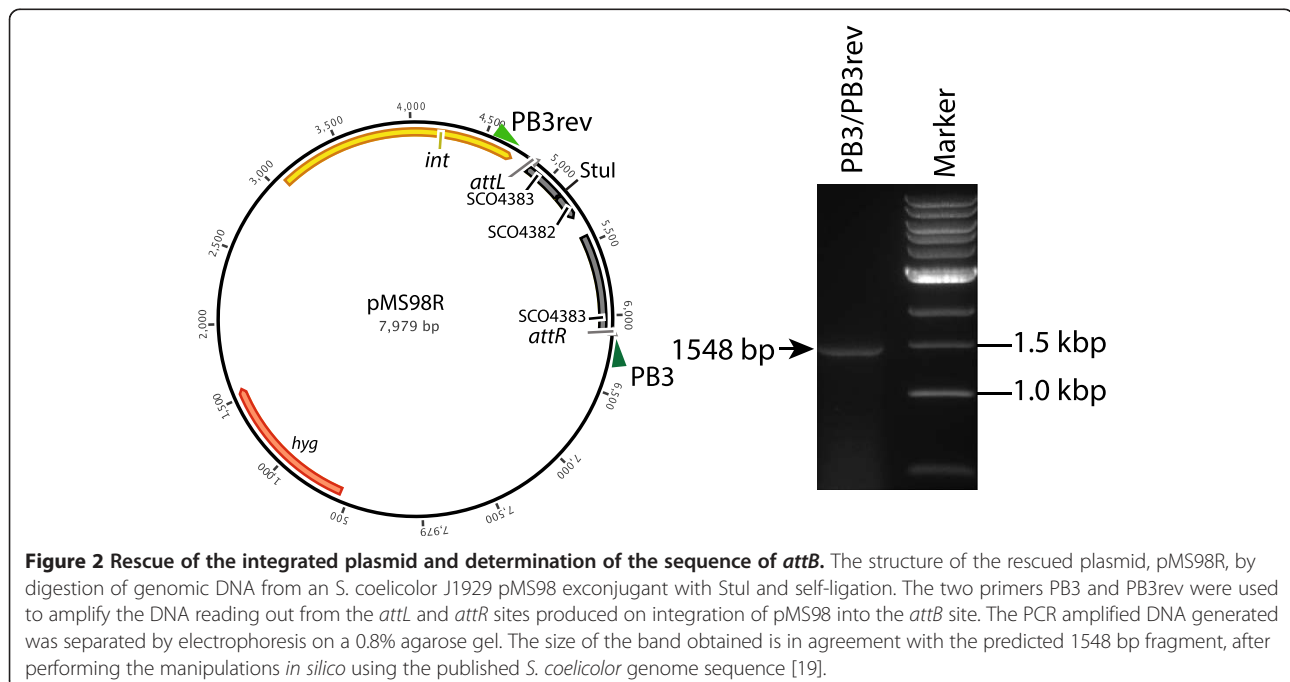 4,000
4,500
PB3rev
3,500
3,000
int
attL
5,000
StuI
SCO4383
SCO4382
5,500
2,500
pMS98R
7,979 bp
2,000
SCO4383
6,000
attR
PB3
6,500
1,500
hyg
1,000
7,000
500
7,979
7,500
PB3/PB3rev
Marker
1548 bp
1.5 kbp
1.0 kbp
Figure 2 Rescue of the integrated plasmid and determination of the sequence of attB. The structure of the rescued plasmid, pMS98R, by
digestion of genomic DNA from an S. coelicolor J1929 pMS98 exconjugant with StuI and self-ligation. The two primers PB3 and PB3rev were used
to amplify the DNA reading out from the attL and attR sites produced on integration of pMS98 into the attB site. The PCR amplified DNA generated
was separated by electrophoresis on a 0.8% agarose gel. The size of the band obtained is in agreement with the predicted 1548 bp fragment, after
performing the manipulations in silico using the published S. coelicolor genome sequence [19].